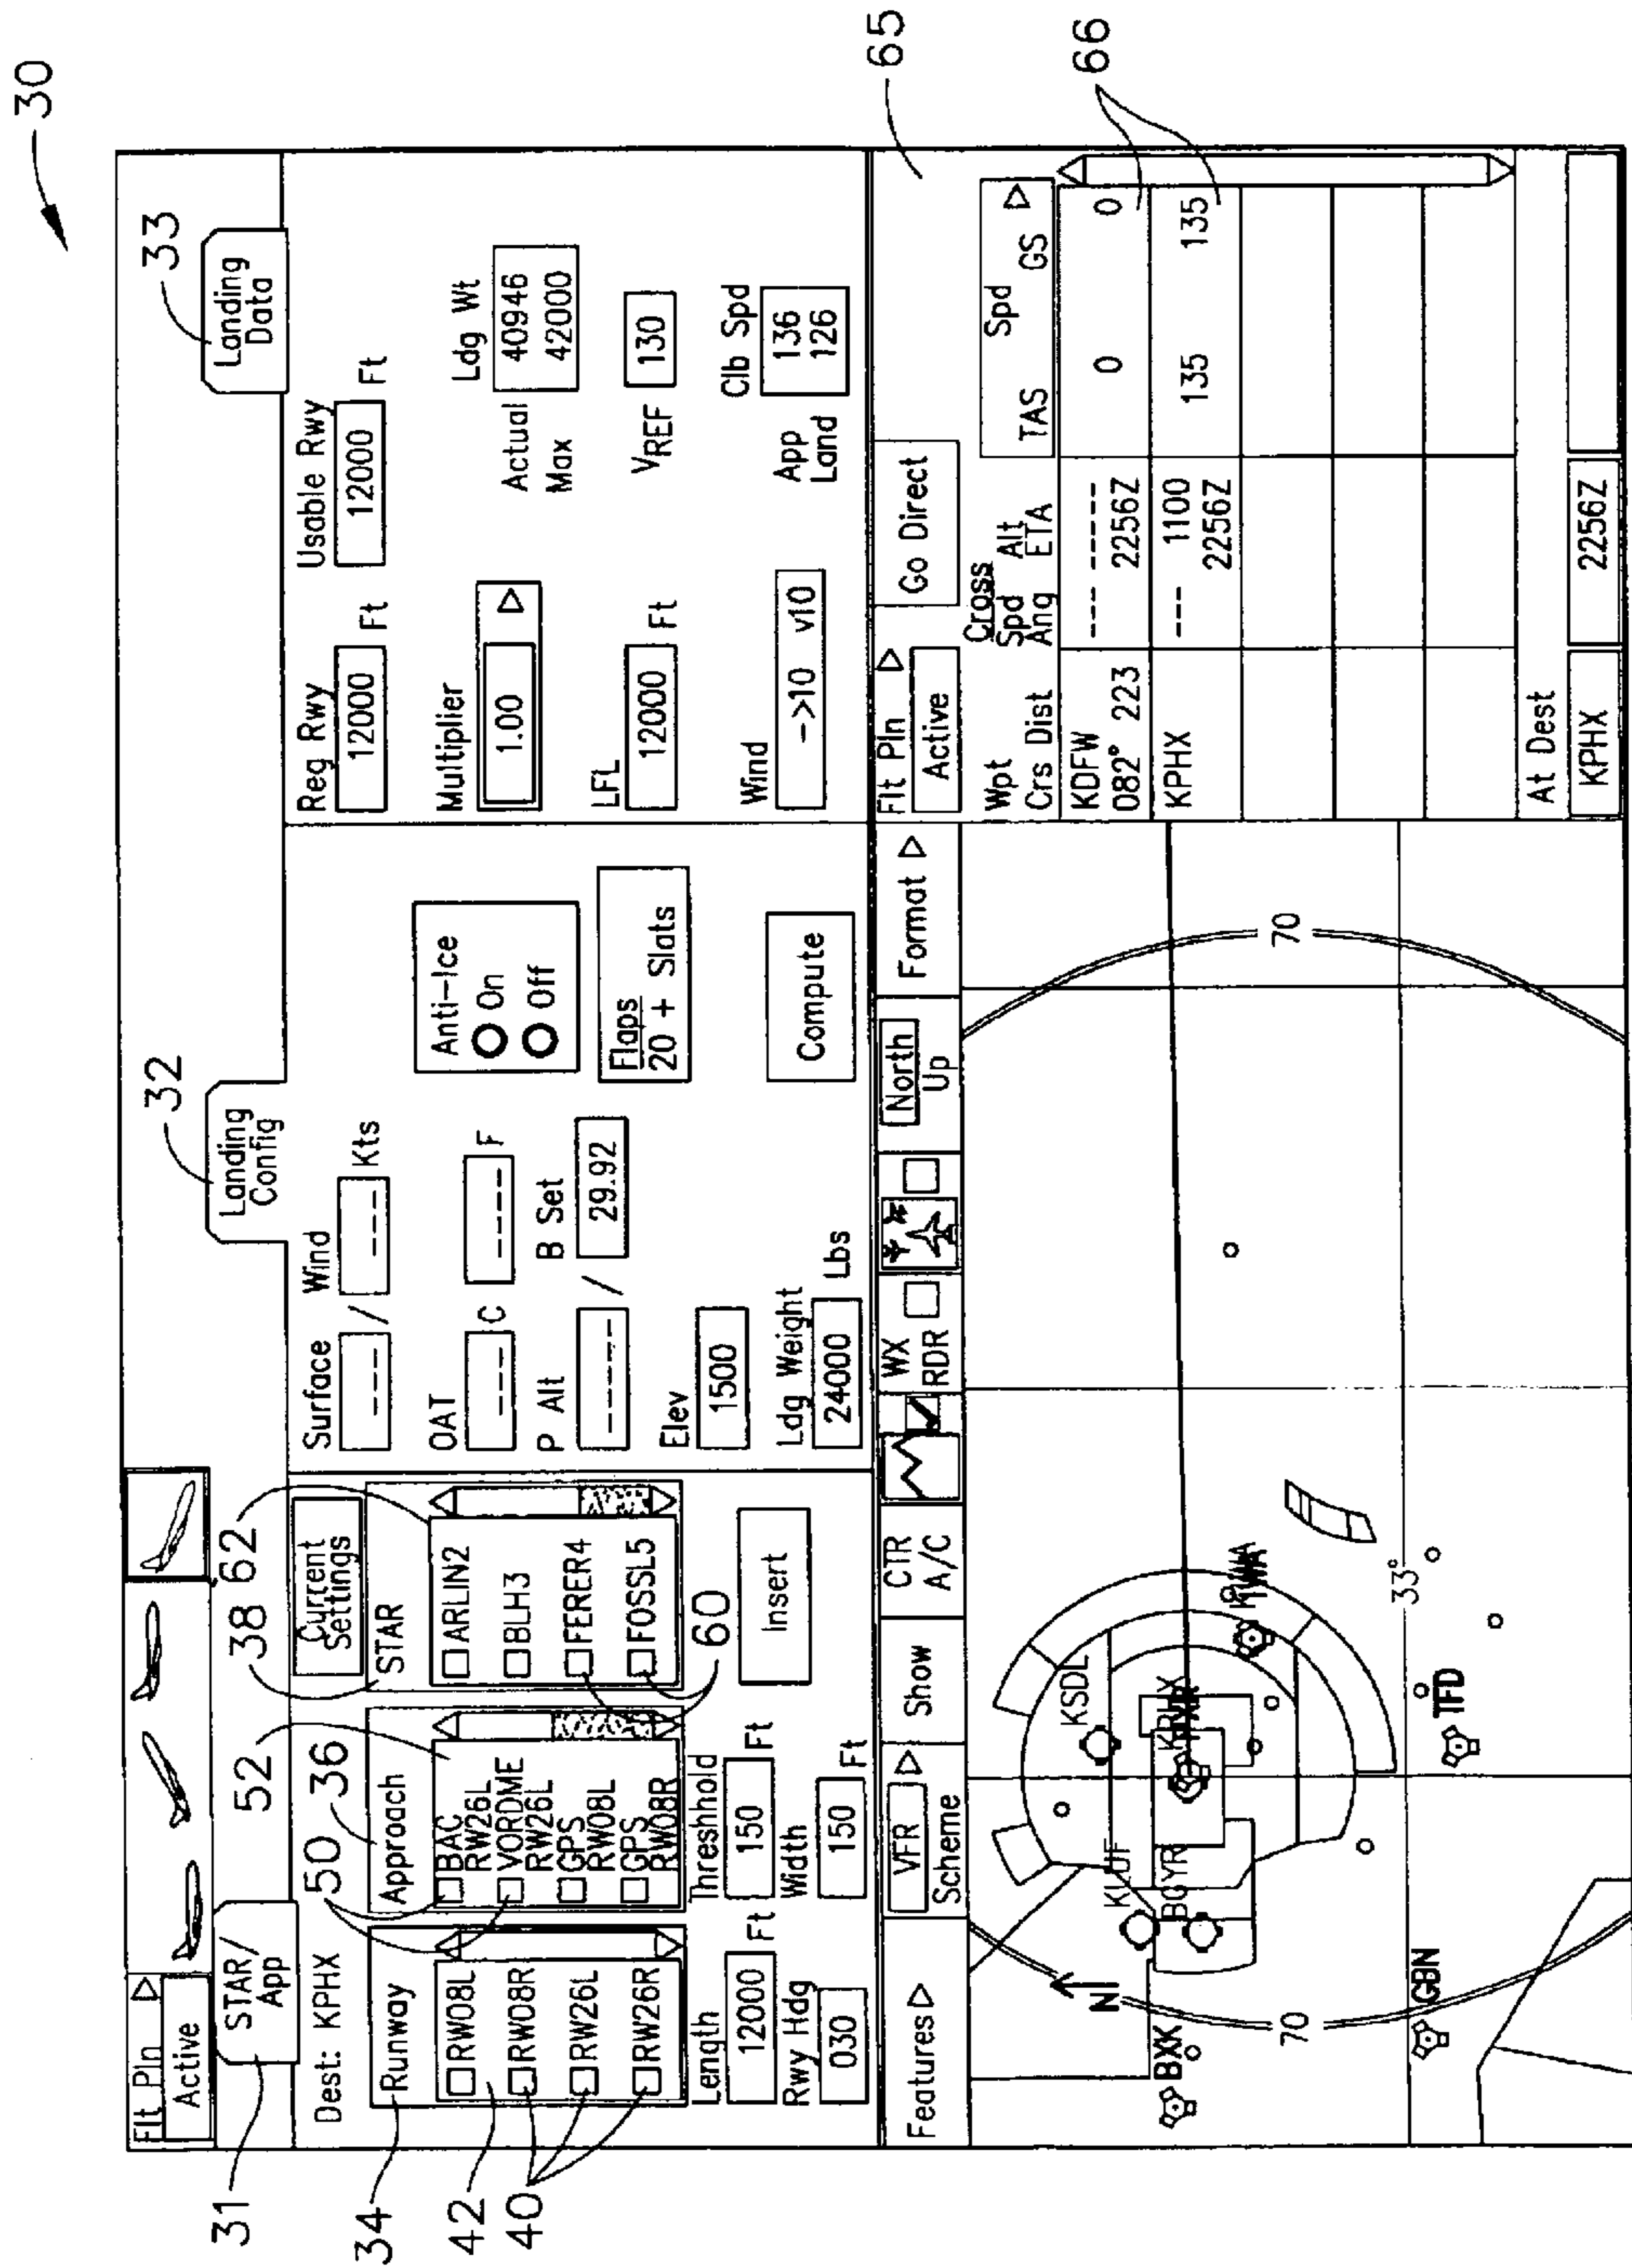 30
31
32
33
Flt Pln
Active
STAR/
App
Landing
Config
Landing
Data
Dest: KPHX
Current
Settings
34
36
38
52
62
50
42
40
60
Runway
RW08L
RW08R
RW26L
RW26R
Approach
BAC
RW26L
VORDME
RW26L
GPS
RW08L
GPS
RW08R
STAR
ARLIN2
BLH3
FERER4
FOSSL5
Length
12000 Ft
Threshhold
150 Ft
Rwy Hdg
030
Width
150 Ft
Insert
Surface / Wind
---- ---- Kts
OAT
---- C ----- F
P Alt / B Set
----- 29.92
Elev
1500
Ldg Weight
24000 Lbs
Anti-Ice
On
Off
Flaps
20 + Slats
Compute
Reg Rwy
12000 Ft
Usable Rwy
12000 Ft
Multiplier
1.00
LFL
12000 Ft
Wind
->10 v10
Ldg Wt
Actual 40946
Max 42000
VREF 130
Clb Spd
App 136
Land 126
Features
VFR
Scheme
Show
CTR
A/C
WX
RDR
North
Up
Format
N
70
70
33°
BXK
GBN
TFD
KLUF
BGYR
KSDL
KIWA
Flt Pln
Active
Go Direct
65
66
Wpt
Crs Dist
Cross
Spd Alt
Ang ETA
Spd
TAS GS
KDFW --- -----
082° 223 2256Z 0 0
KPHX --- 1100
2256Z 135 135
At Dest
KPHX 2256Z